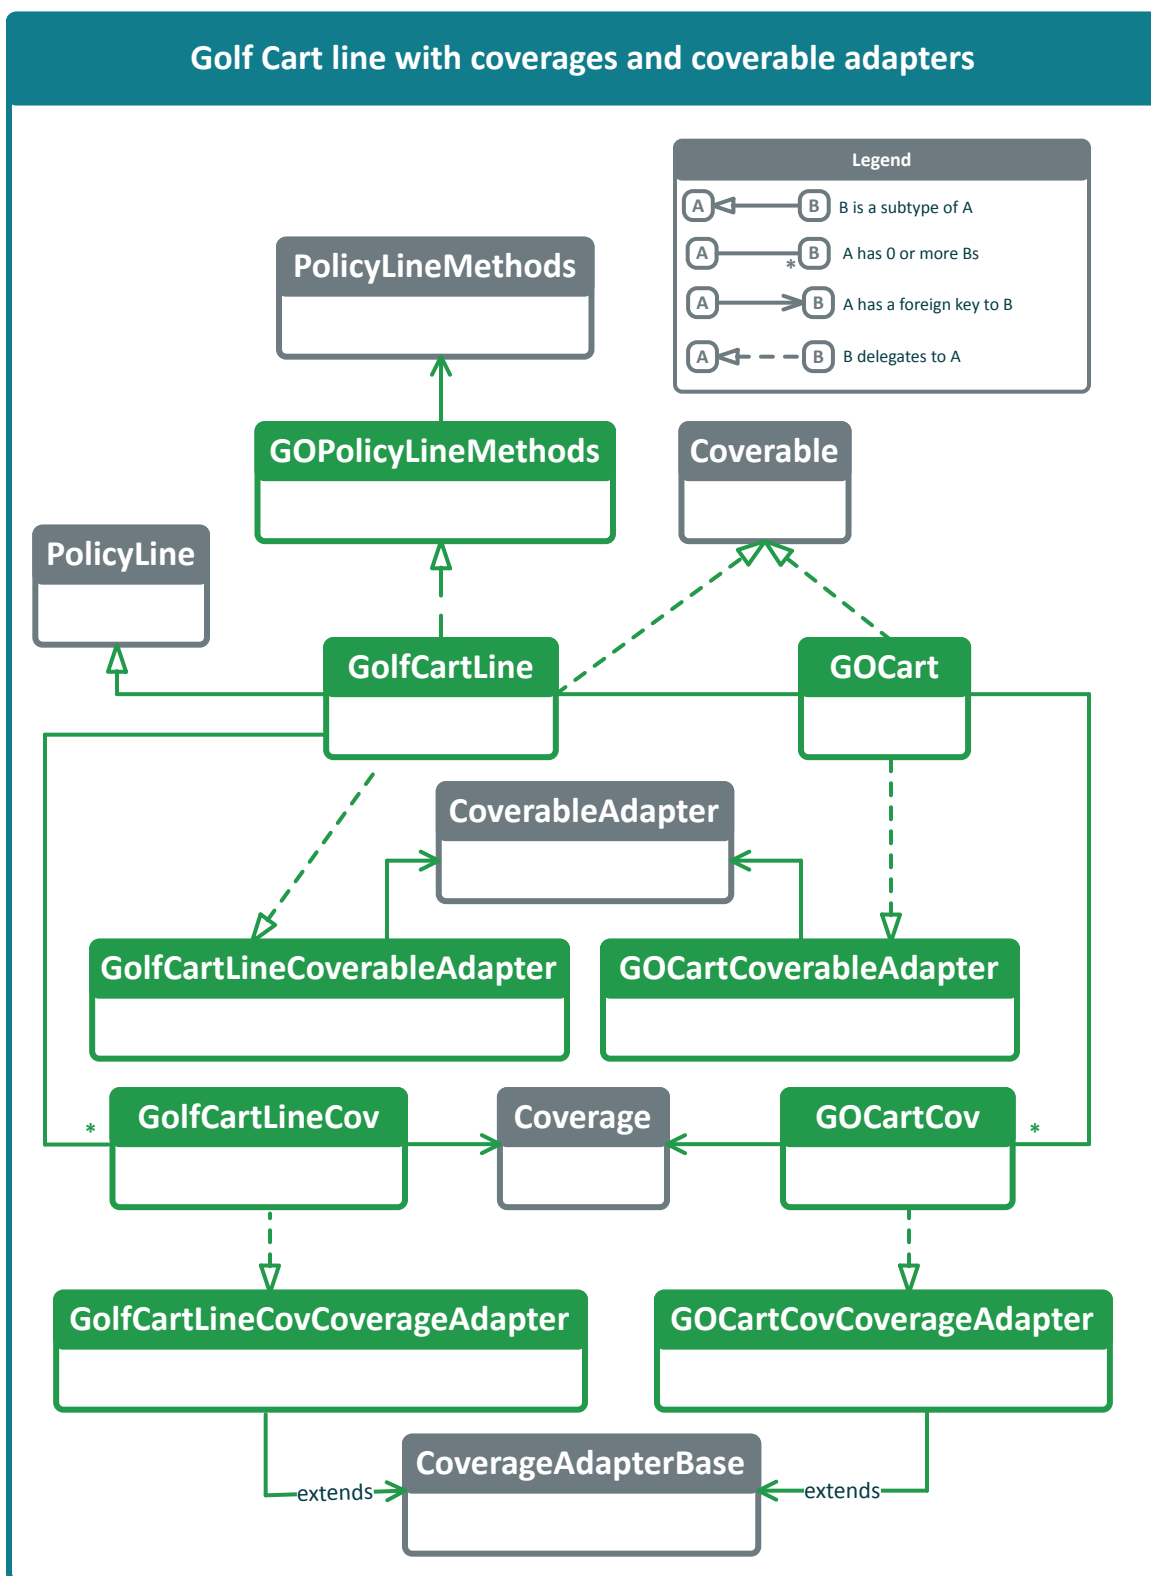 Golf Cart line with coverages and coverable adapters
Legend
A B B is a subtype of A
A * B A has 0 or more Bs
A B A has a foreign key to B
A B B delegates to A
PolicyLineMethods
GOPolicyLineMethods
Coverable
PolicyLine
GolfCartLine
GOCart
CoverableAdapter
GolfCartLineCoverableAdapter
GOCartCoverableAdapter
GolfCartLineCov
Coverage
GOCartCov
*
*
GolfCartLineCovCoverageAdapter
GOCartCovCoverageAdapter
CoverageAdapterBase
extends
extends